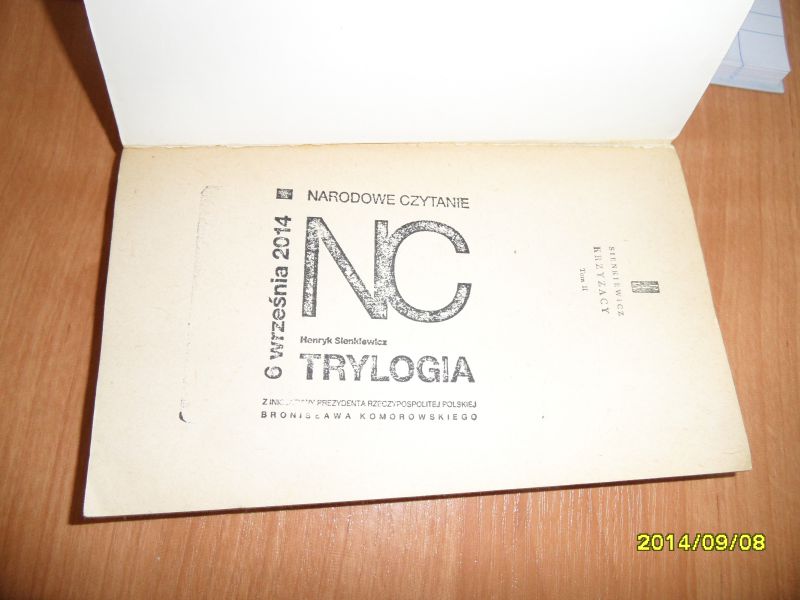 NARODOWE CZYTANIE
6 września 2014
NC
Henryk Sienkiewicz
TRYLOGIA
Z INICJATYWY PREZYDENTA RZECZYPOSPOLITEJ POLSKIEJ
BRONISŁAWA KOMOROWSKIEGO
SIENKIEWICZ
KRZYŻACY
Tom II
2014/09/08